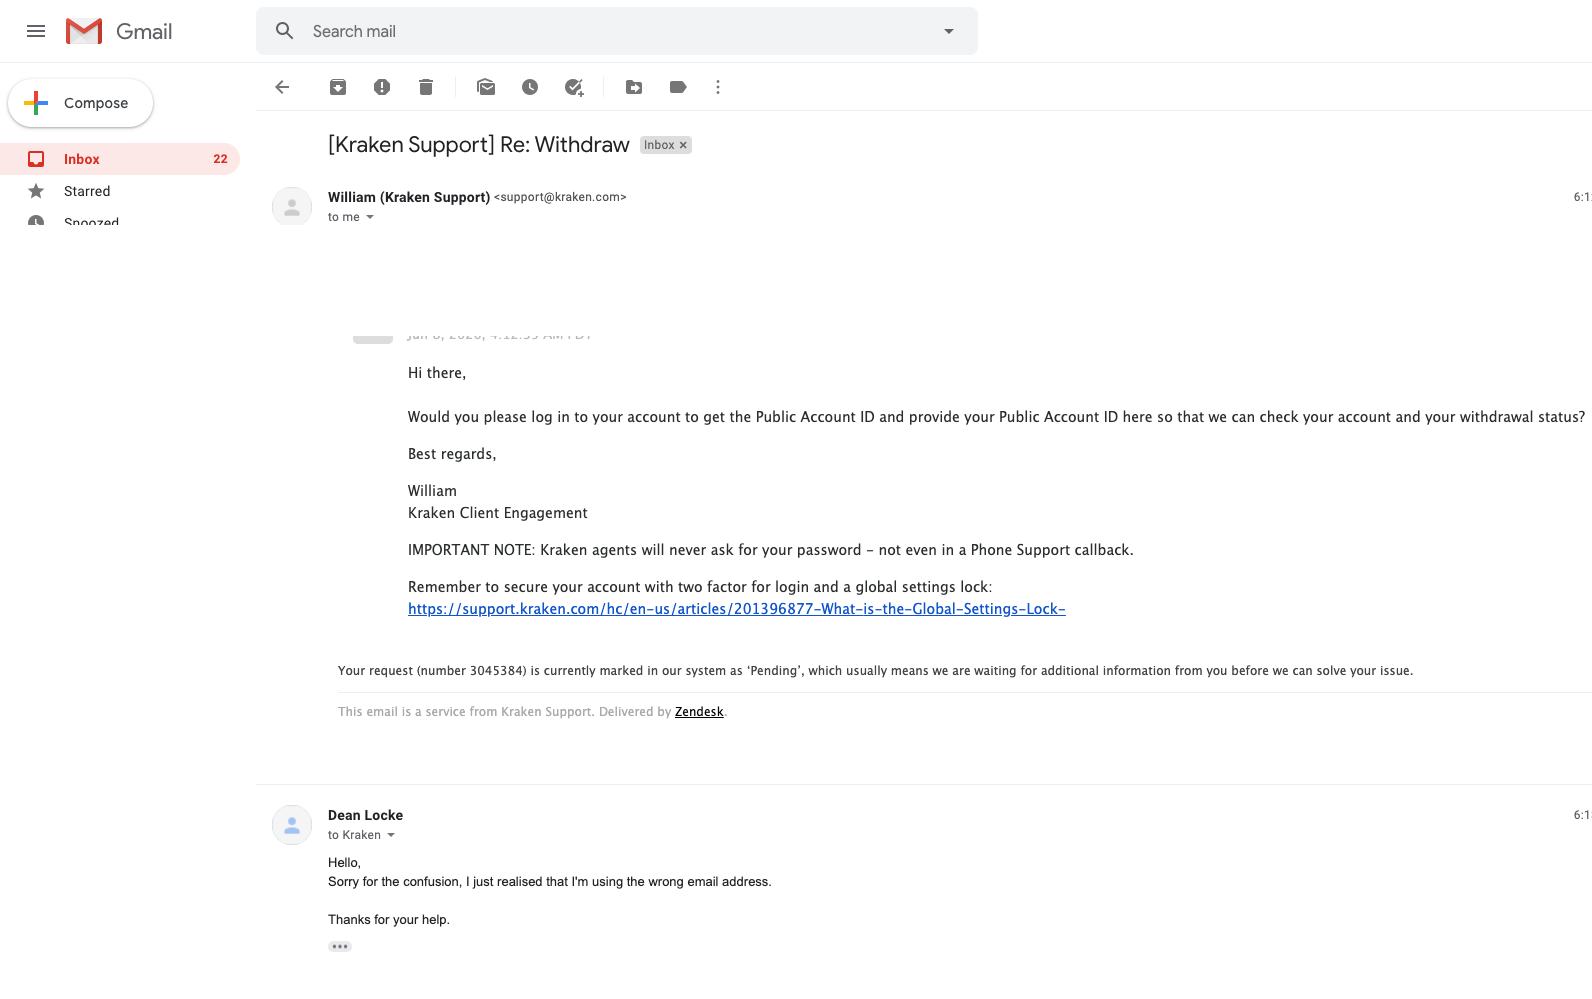 Gmail
Search mail
Compose
Inbox 22
Starred
Snoozed
[Kraken Support] Re: Withdraw Inbox ×
William (Kraken Support) <support@kraken.com>
6:1
to me
Hi there,
Would you please log in to your account to get the Public Account ID and provide your Public Account ID here so that we can check your account and your withdrawal status?
Best regards,
William
Kraken Client Engagement
IMPORTANT NOTE: Kraken agents will never ask for your password - not even in a Phone Support callback.
Remember to secure your account with two factor for login and a global settings lock:
https://support.kraken.com/hc/en-us/articles/201396877-What-is-the-Global-Settings-Lock-
Your request (number 3045384) is currently marked in our system as ‘Pending’, which usually means we are waiting for additional information from you before we can solve your issue.
This email is a service from Kraken Support. Delivered by Zendesk.
Dean Locke
6:1
to Kraken
Hello,
Sorry for the confusion, I just realised that I'm using the wrong email address.
Thanks for your help.